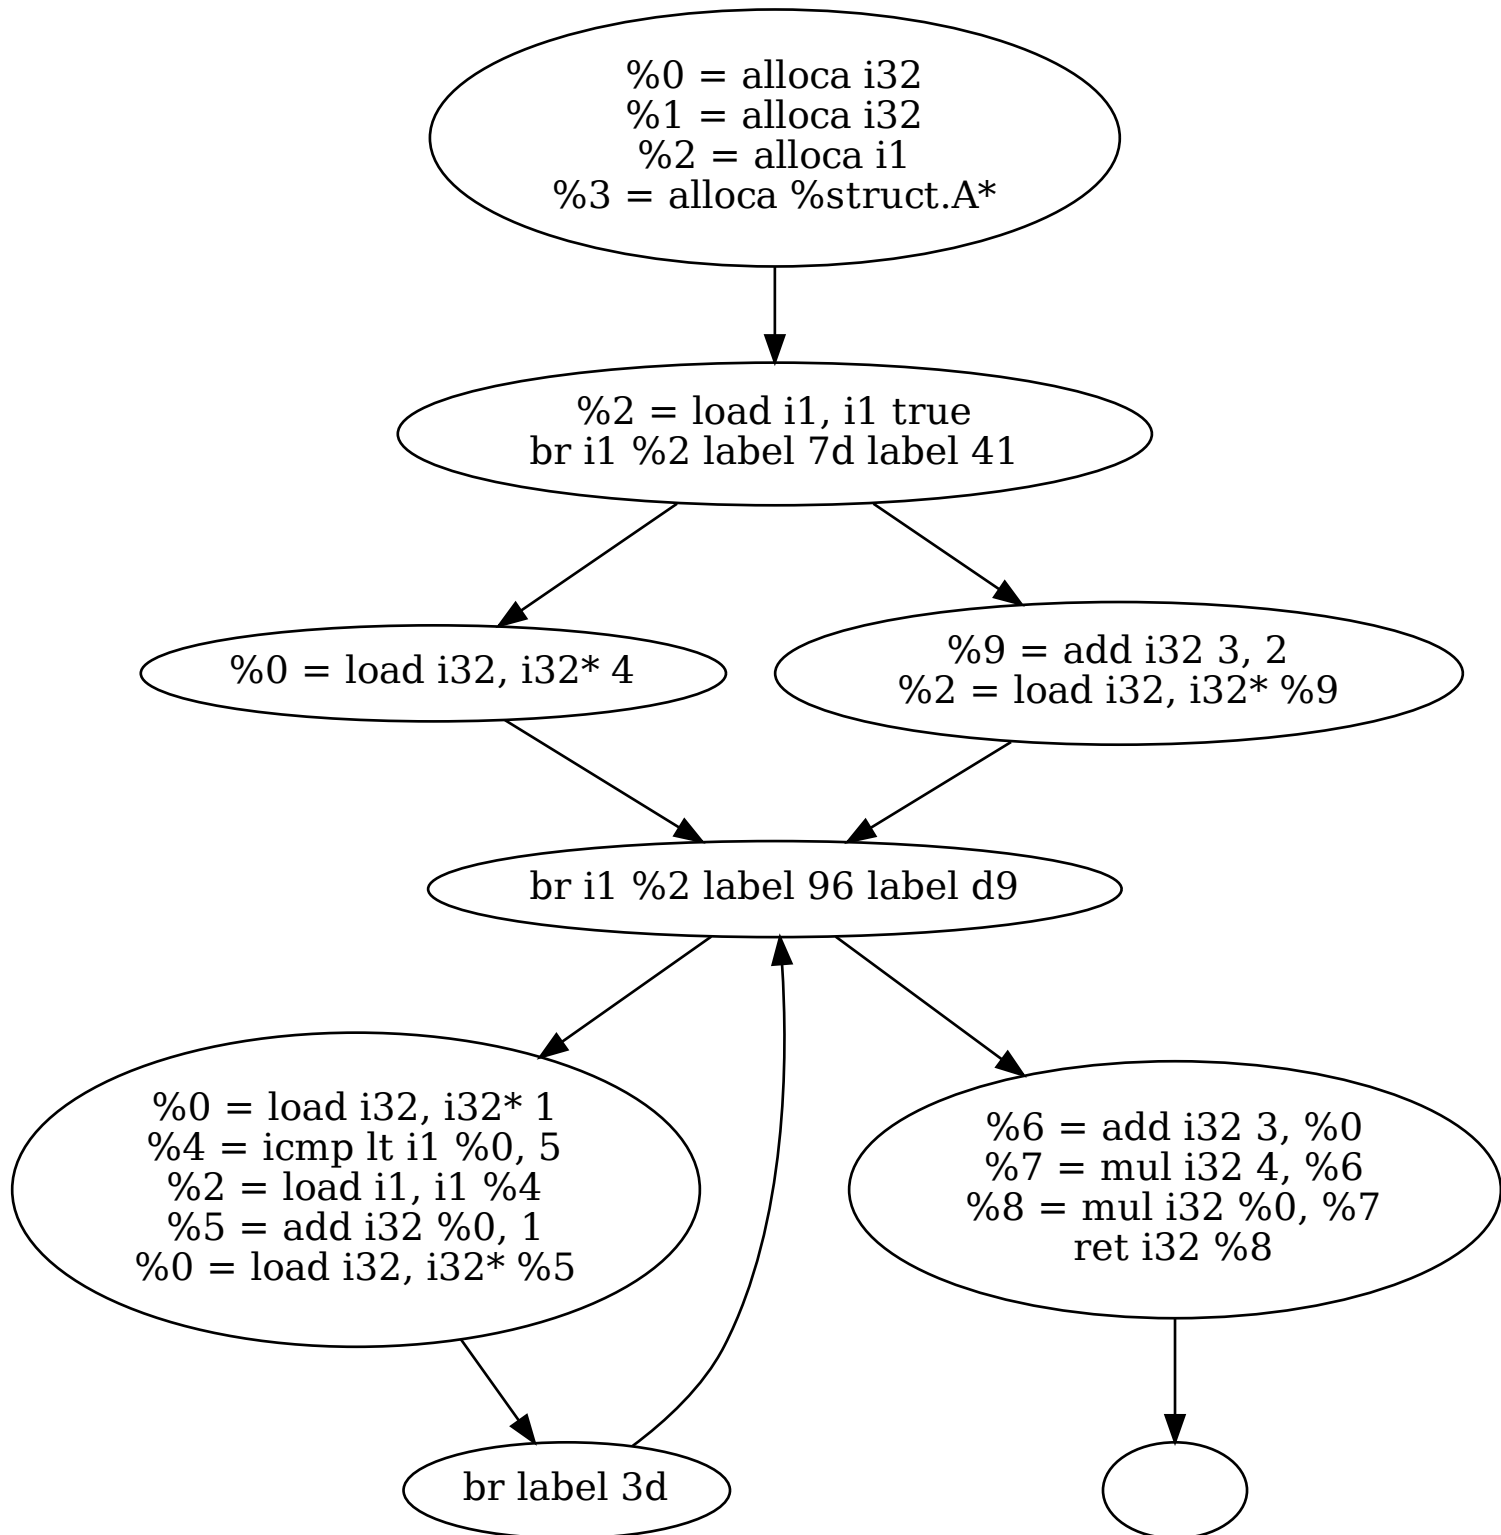 %0 = alloca i32
%1 = alloca i32
%2 = alloca i1
%3 = alloca %struct.A*
%2 = load i1, i1 true
br i1 %2 label 7d label 41
%0 = load i32, i32* 4
%9 = add i32 3, 2
%2 = load i32, i32* %9
br i1 %2 label 96 label d9
%0 = load i32, i32* 1
%4 = icmp lt i1 %0, 5
%2 = load i1, i1 %4
%5 = add i32 %0, 1
%0 = load i32, i32* %5
%6 = add i32 3, %0
%7 = mul i32 4, %6
%8 = mul i32 %0, %7
ret i32 %8
br label 3d